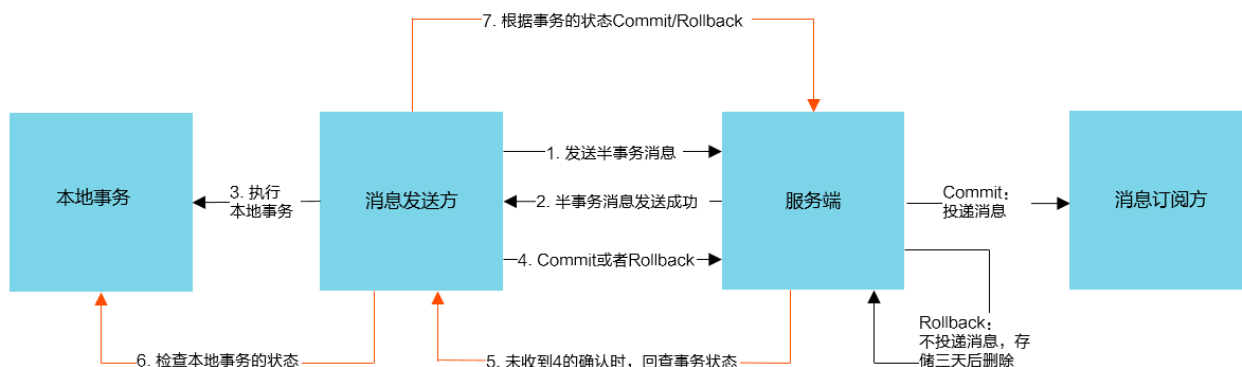 7. 根据事务的状态Commit/Rollback
本地事务
3. 执行
本地事务
消息发送方
1. 发送半事务消息
2. 半事务消息发送成功
4. Commit或者Rollback
服务端
Commit：
投递消息
消息订阅方
Rollback：
不投递消息，存
储三天后删除
6. 检查本地事务的状态
5. 未收到4的确认时，回查事务状态